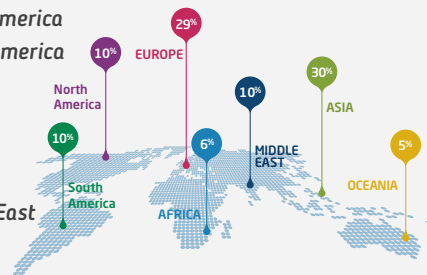 merica
merica
East
29%
EUROPE
10%
North
America
30%
ASIA
10%
MIDDLE
EAST
10%
South
America
6%
AFRICA
5%
OCEANIA